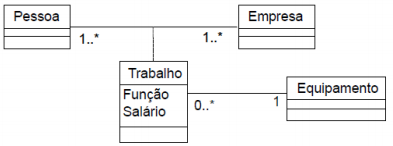 Pessoa
Empresa
1..*
1..*
Trabalho
Função
Salário
Equipamento
0..*
1